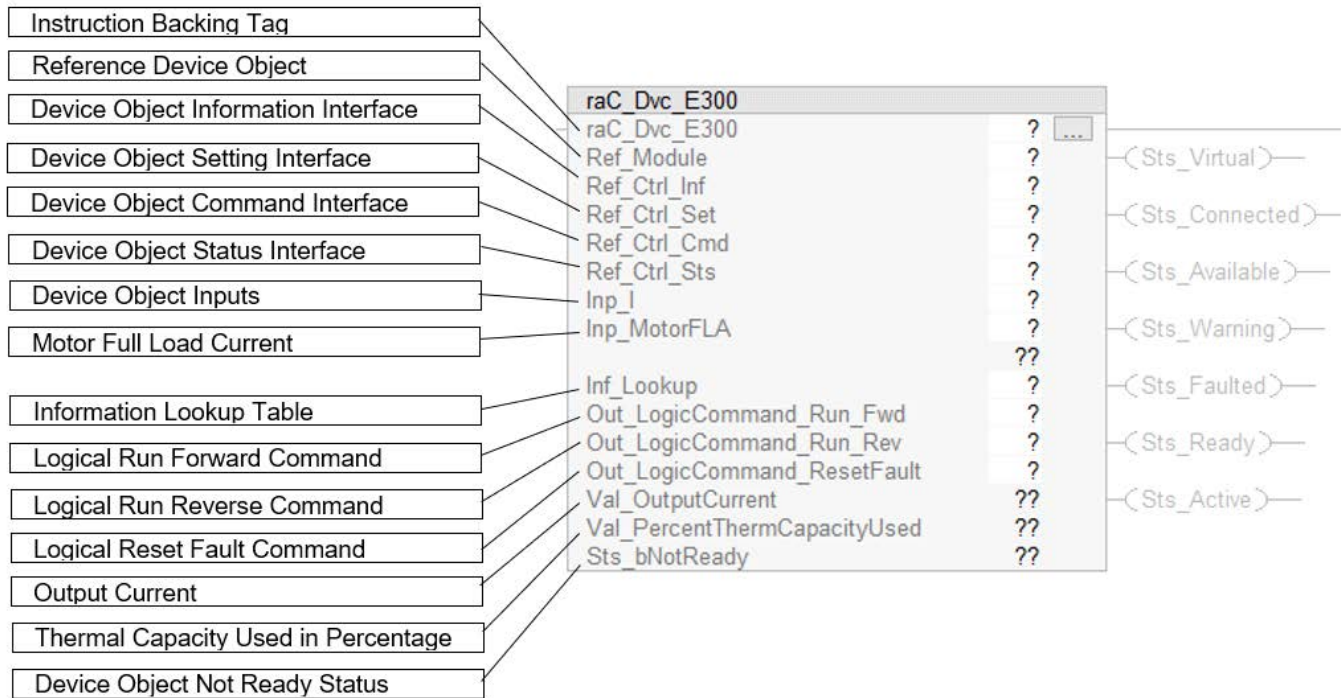 Instruction Backing Tag
Reference Device Object
Device Object Information Interface
Device Object Setting Interface
Device Object Command Interface
Device Object Status Interface
Device Object Inputs
Motor Full Load Current
Information Lookup Table
Logical Run Forward Command
Logical Run Reverse Command
Logical Reset Fault Command
Output Current
Thermal Capacity Used in Percentage
Device Object Not Ready Status
raC_Dvc_E300
raC_Dvc_E300 ? ...
Ref_Module ?
Ref_Ctrl_Inf ?
Ref_Ctrl_Set ?
Ref_Ctrl_Cmd ?
Ref_Ctrl_Sts ?
Inp_I ?
Inp_MotorFLA ?
??
Inf_Lookup ?
Out_LogicCommand_Run_Fwd ?
Out_LogicCommand_Run_Rev ?
Out_LogicCommand_ResetFault ?
Val_OutputCurrent ??
Val_PercentThermCapacityUsed ??
Sts_bNotReady ??
Sts_Virtual
Sts_Connected
Sts_Available
Sts_Warning
Sts_Faulted
Sts_Ready
Sts_Active